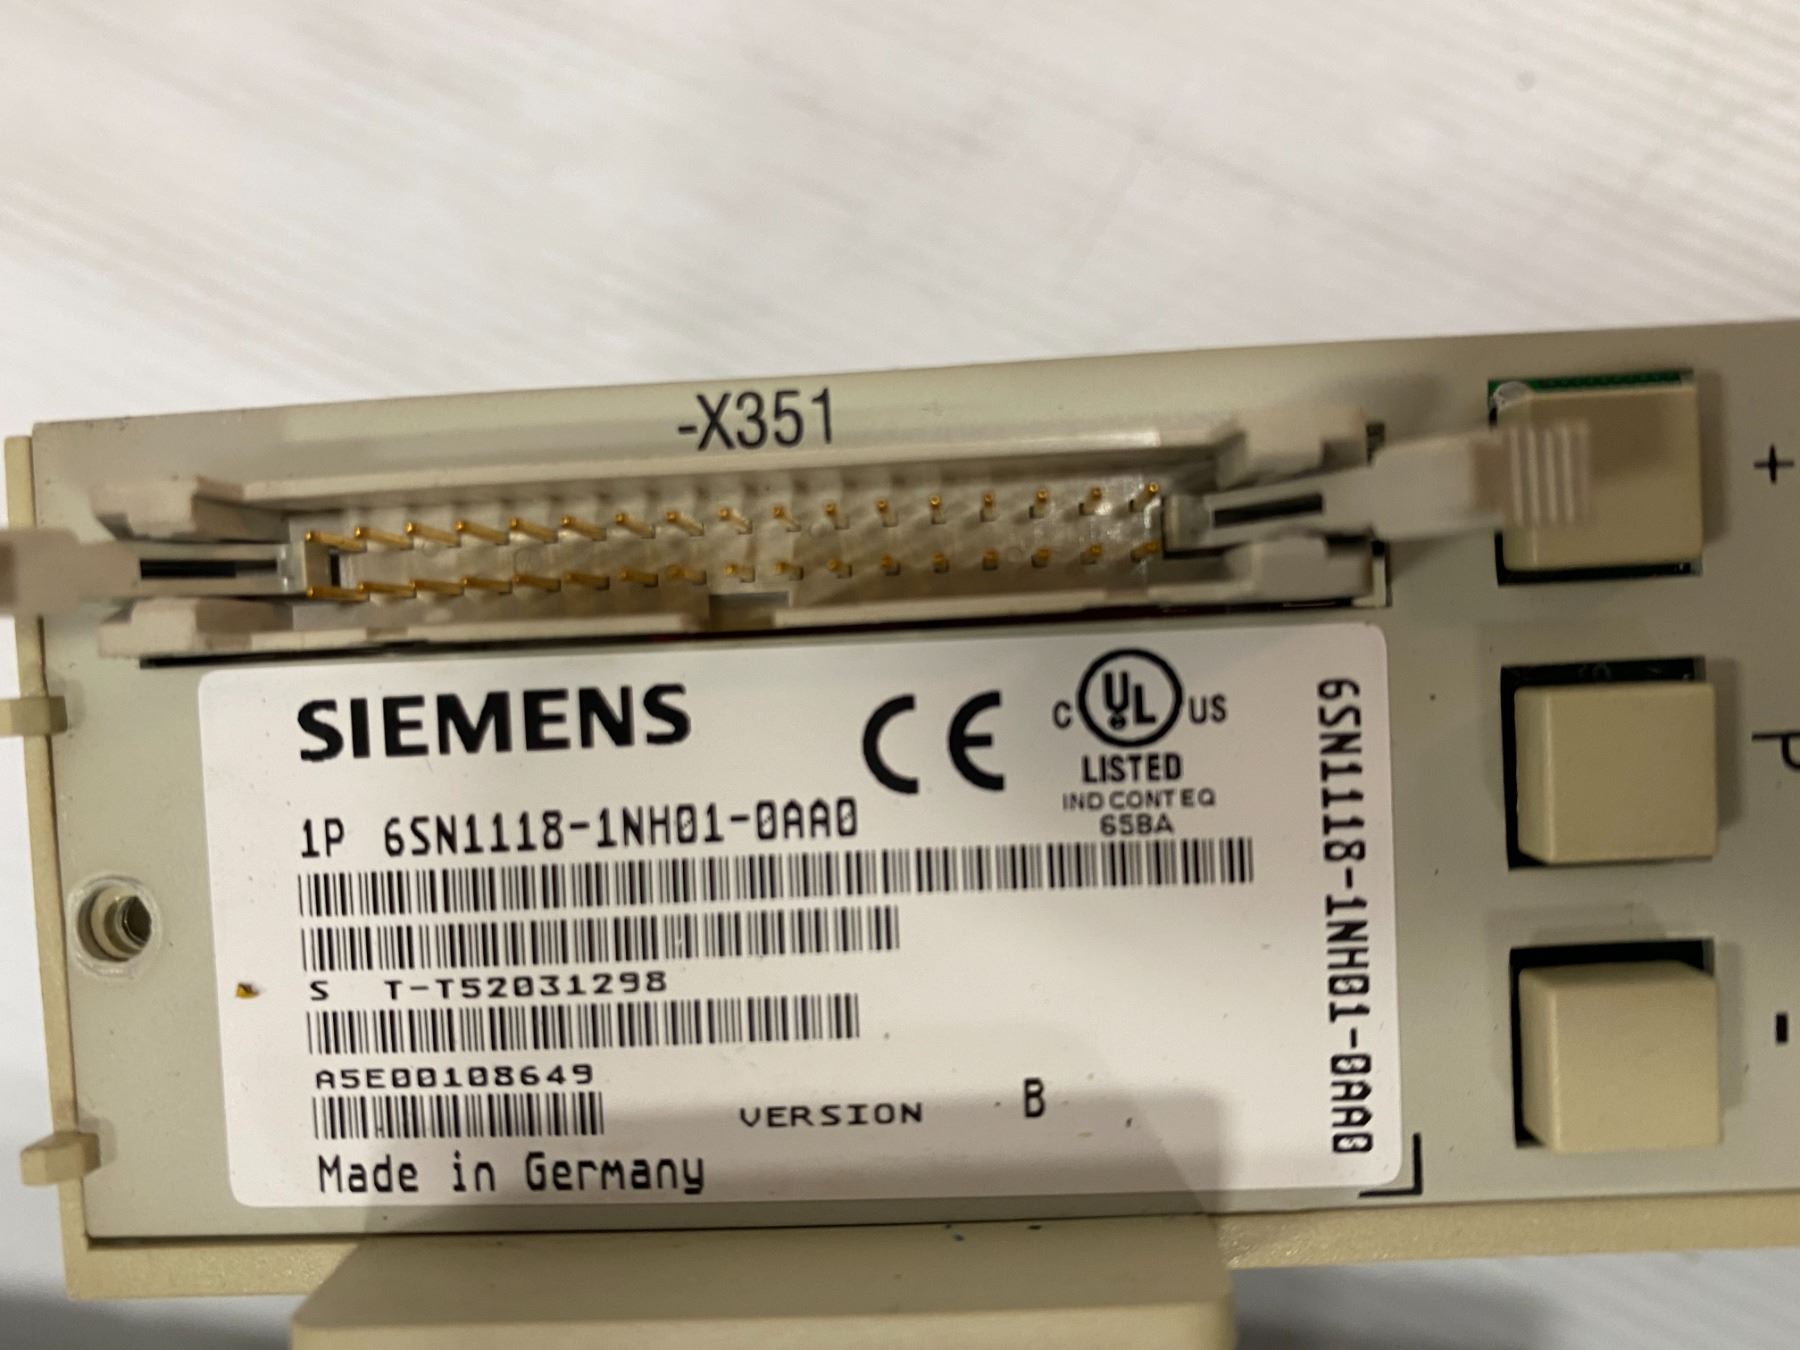 -X351
SIEMENS
CE
C UL US
LISTED
IND CONT EQ
658A
1P 6SN1118-1NH01-0AA0
S T-T52031298
A5E00108649
VERSION B
Made in Germany
6SN1118-1NH01-0AA0
+
P
-